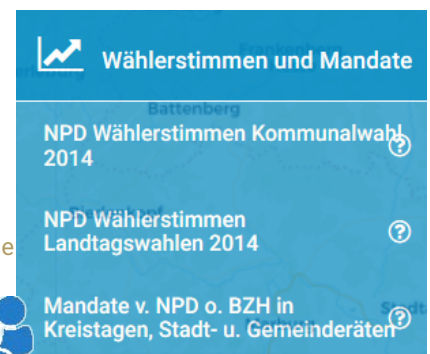 Wählerstimmen und Mandate
Frankenberg
Battenberg
NPD Wählerstimmen Kommunalwahl
2014
NPD Wählerstimmen
Landtagswahlen 2014
e
Mandate v. NPD o. BZH in
Kreistagen, Stadt- u. Gemeinderäten